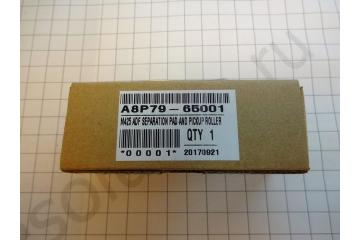 A8P79-65001
M425 ADF SEPARATION PAD AND PICKUP ROLLER
QTY 1
*00001* 20170921